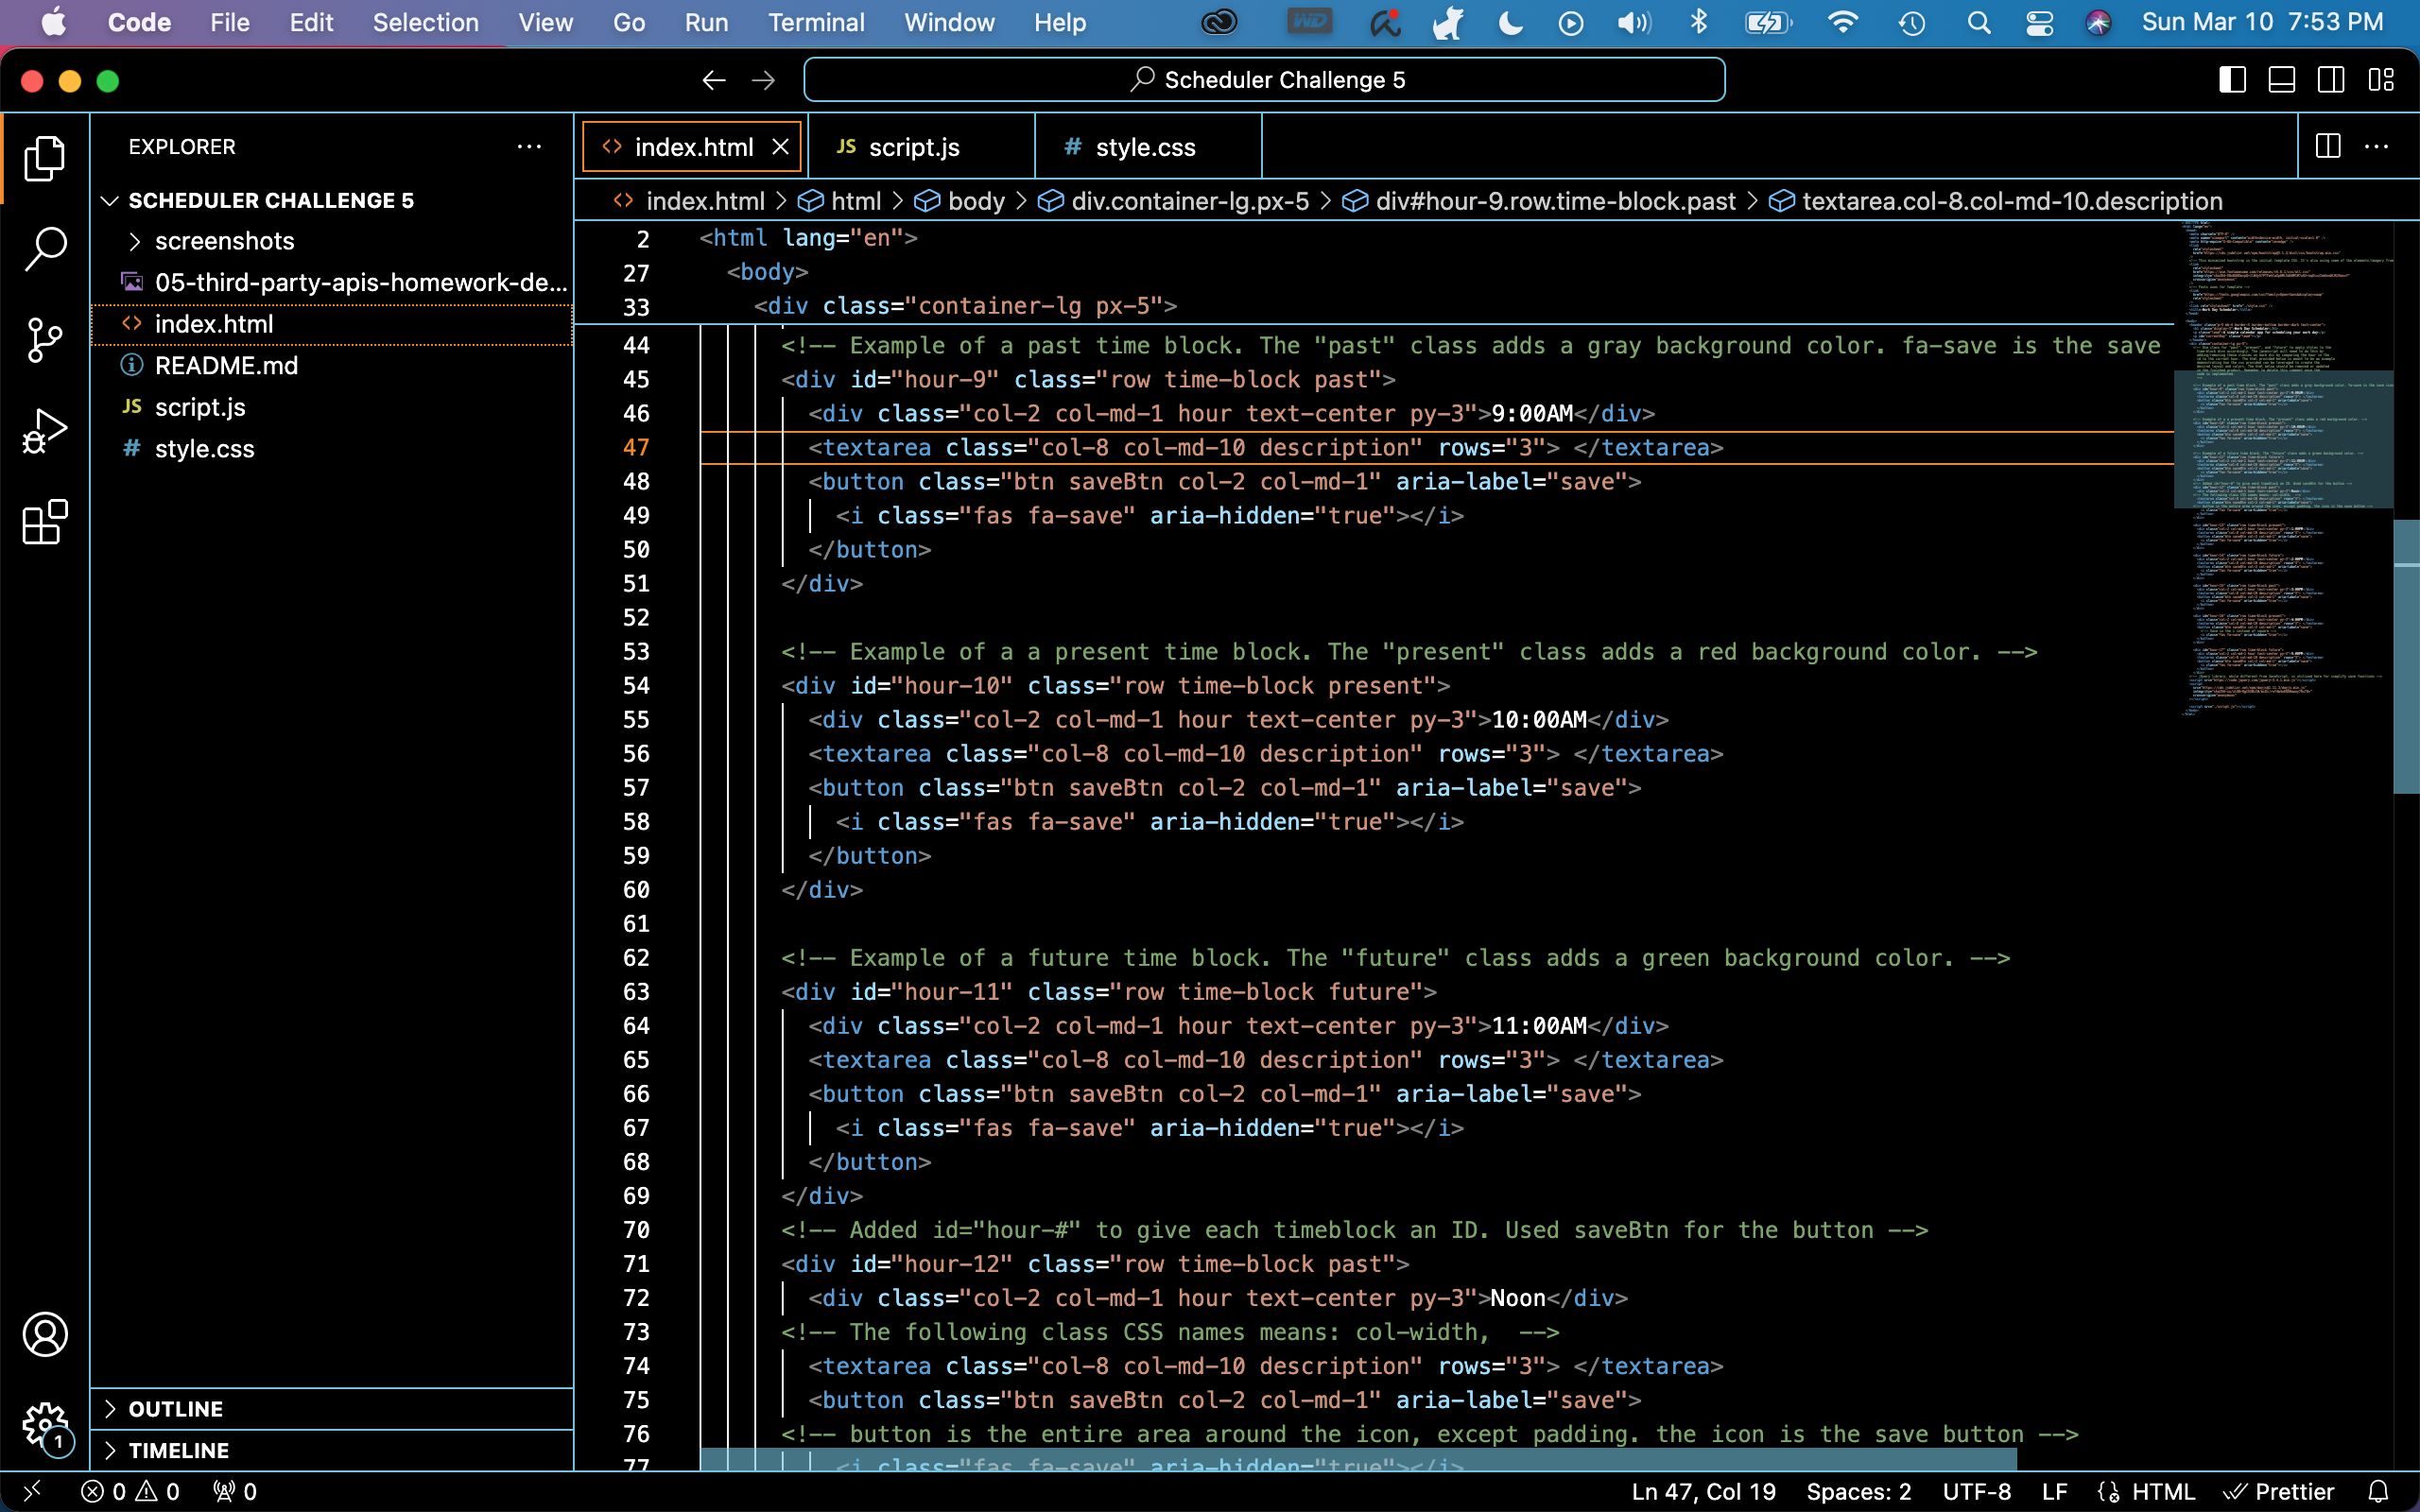 Code File Edit Selection View Go Run Terminal Window Help WD Sun Mar 10 7:53 PM
Scheduler Challenge 5
EXPLORER
SCHEDULER CHALLENGE 5
screenshots
05-third-party-apis-homework-de...
<> index.html
README.md
JS script.js
# style.css
OUTLINE
TIMELINE
<> index.html JS script.js # style.css
<> index.html > html > body > div.container-lg.px-5 > div#hour-9.row.time-block.past > textarea.col-8.col-md-10.description
2 <html lang="en">
27 <body>
33 <div class="container-lg px-5">
44 <!-- Example of a past time block. The "past" class adds a gray background color. fa-save is the save
45 <div id="hour-9" class="row time-block past">
46 <div class="col-2 col-md-1 hour text-center py-3">9:00AM</div>
47 <textarea class="col-8 col-md-10 description" rows="3"> </textarea>
48 <button class="btn saveBtn col-2 col-md-1" aria-label="save">
49 <i class="fas fa-save" aria-hidden="true"></i>
50 </button>
51 </div>
52
53 <!-- Example of a a present time block. The "present" class adds a red background color. -->
54 <div id="hour-10" class="row time-block present">
55 <div class="col-2 col-md-1 hour text-center py-3">10:00AM</div>
56 <textarea class="col-8 col-md-10 description" rows="3"> </textarea>
57 <button class="btn saveBtn col-2 col-md-1" aria-label="save">
58 <i class="fas fa-save" aria-hidden="true"></i>
59 </button>
60 </div>
61
62 <!-- Example of a future time block. The "future" class adds a green background color. -->
63 <div id="hour-11" class="row time-block future">
64 <div class="col-2 col-md-1 hour text-center py-3">11:00AM</div>
65 <textarea class="col-8 col-md-10 description" rows="3"> </textarea>
66 <button class="btn saveBtn col-2 col-md-1" aria-label="save">
67 <i class="fas fa-save" aria-hidden="true"></i>
68 </button>
69 </div>
70 <!-- Added id="hour-#" to give each timeblock an ID. Used saveBtn for the button -->
71 <div id="hour-12" class="row time-block past">
72 <div class="col-2 col-md-1 hour text-center py-3">Noon</div>
73 <!-- The following class CSS names means: col-width,  -->
74 <textarea class="col-8 col-md-10 description" rows="3"> </textarea>
75 <button class="btn saveBtn col-2 col-md-1" aria-label="save">
76 <!-- button is the entire area around the icon, except padding. the icon is the save button -->
77 <i class="fas fa-save" aria-hidden="true"></i>
1
0 0 0 Ln 47, Col 19 Spaces: 2 UTF-8 LF HTML Prettier